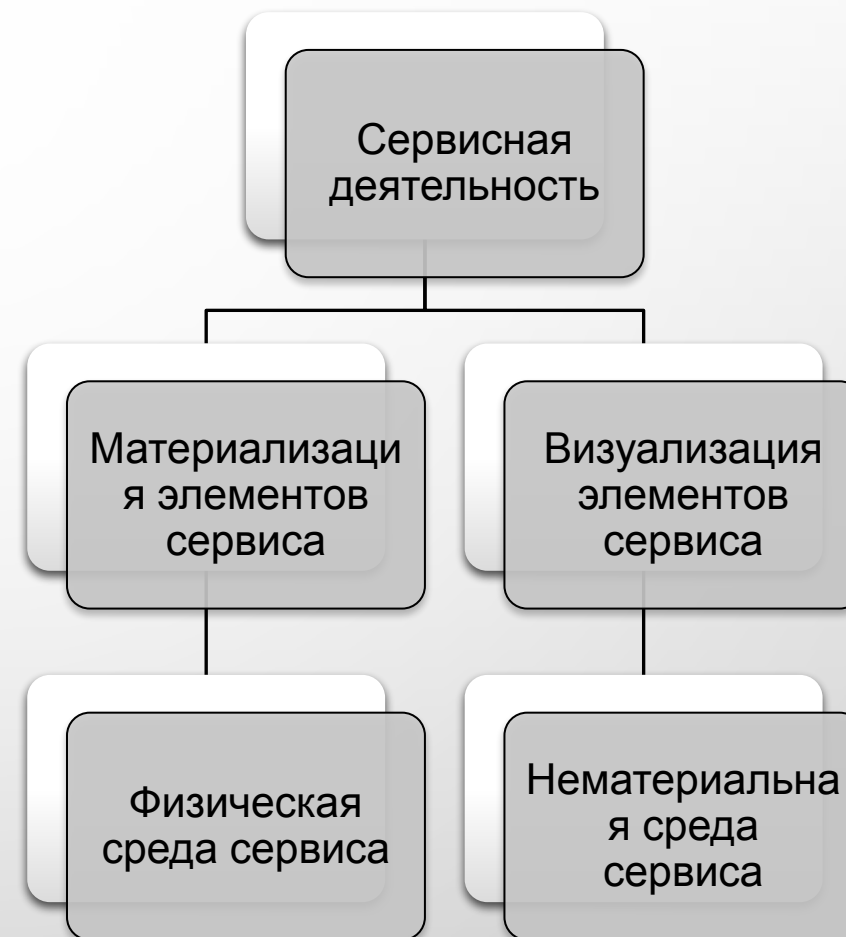 Сервисная
деятельность
Материализаци
я элементов
сервиса
Визуализация
элементов
сервиса
Физическая
среда сервиса
Нематериальна
я среда
сервиса